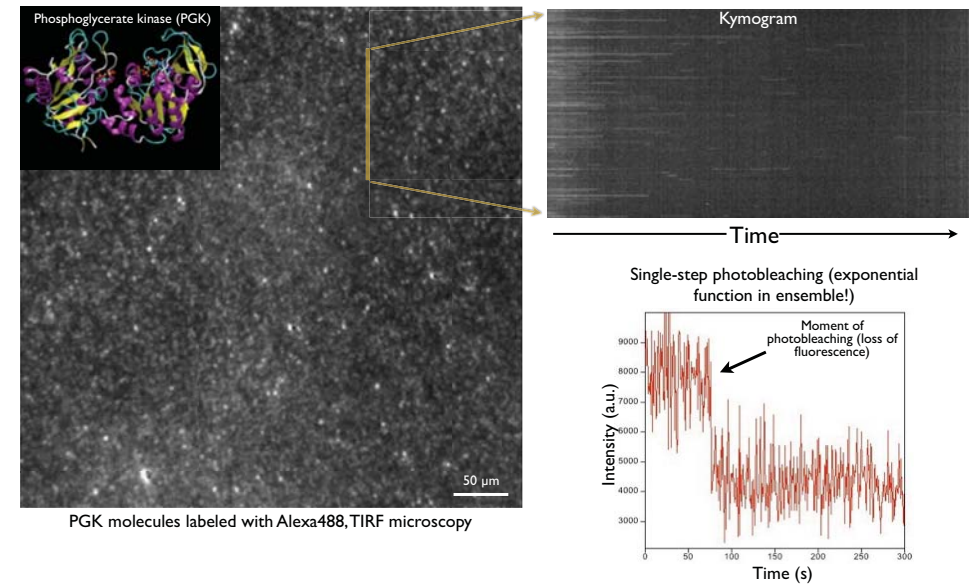 Phosphoglycerate kinase (PGK)
50 µm
PGK molecules labeled with Alexa488, TIRF microscopy
Kymogram
Time
Single-step photobleaching (exponential
function in ensemble!)
Moment of
photobleaching (loss of
fluorescence)
Intensity (a.u.)
9000
8000
7000
6000
5000
4000
3000
0
50
100
150
200
250
300
Time (s)